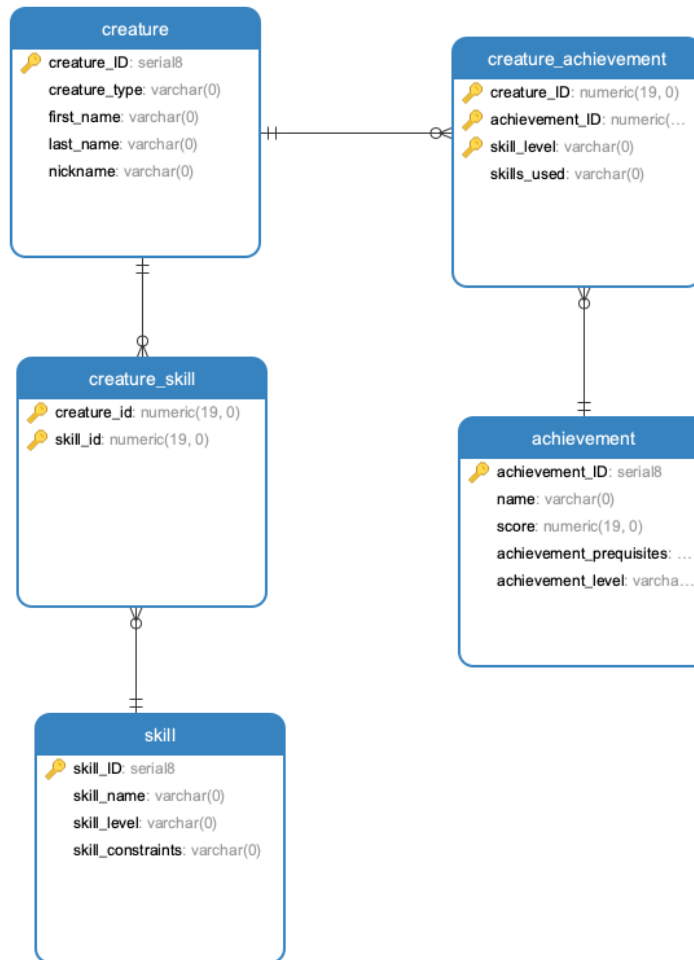 creature
creature_ID: serial8
creature_type: varchar(0)
first_name: varchar(0)
last_name: varchar(0)
nickname: varchar(0)
creature_achievement
creature_ID: numeric(19, 0)
achievement_ID: numeric(...
skill_level: varchar(0)
skills_used: varchar(0)
creature_skill
creature_id: numeric(19, 0)
skill_id: numeric(19, 0)
achievement
achievement_ID: serial8
name: varchar(0)
score: numeric(19, 0)
achievement_prequisites: ...
achievement_level: varcha...
skill
skill_ID: serial8
skill_name: varchar(0)
skill_level: varchar(0)
skill_constraints: varchar(0)